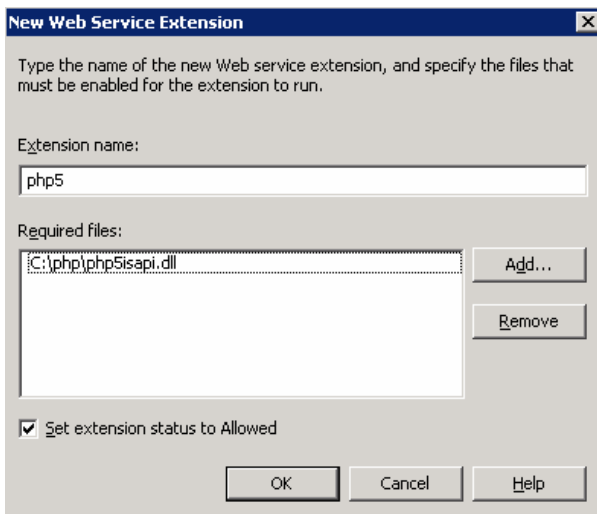 New Web Service Extension
Type the name of the new Web service extension, and specify the files that
must be enabled for the extension to run.
Extension name:
php5
Required files:
C:\php\php5isapi.dll
Add...
Remove
Set extension status to Allowed
OK
Cancel
Help